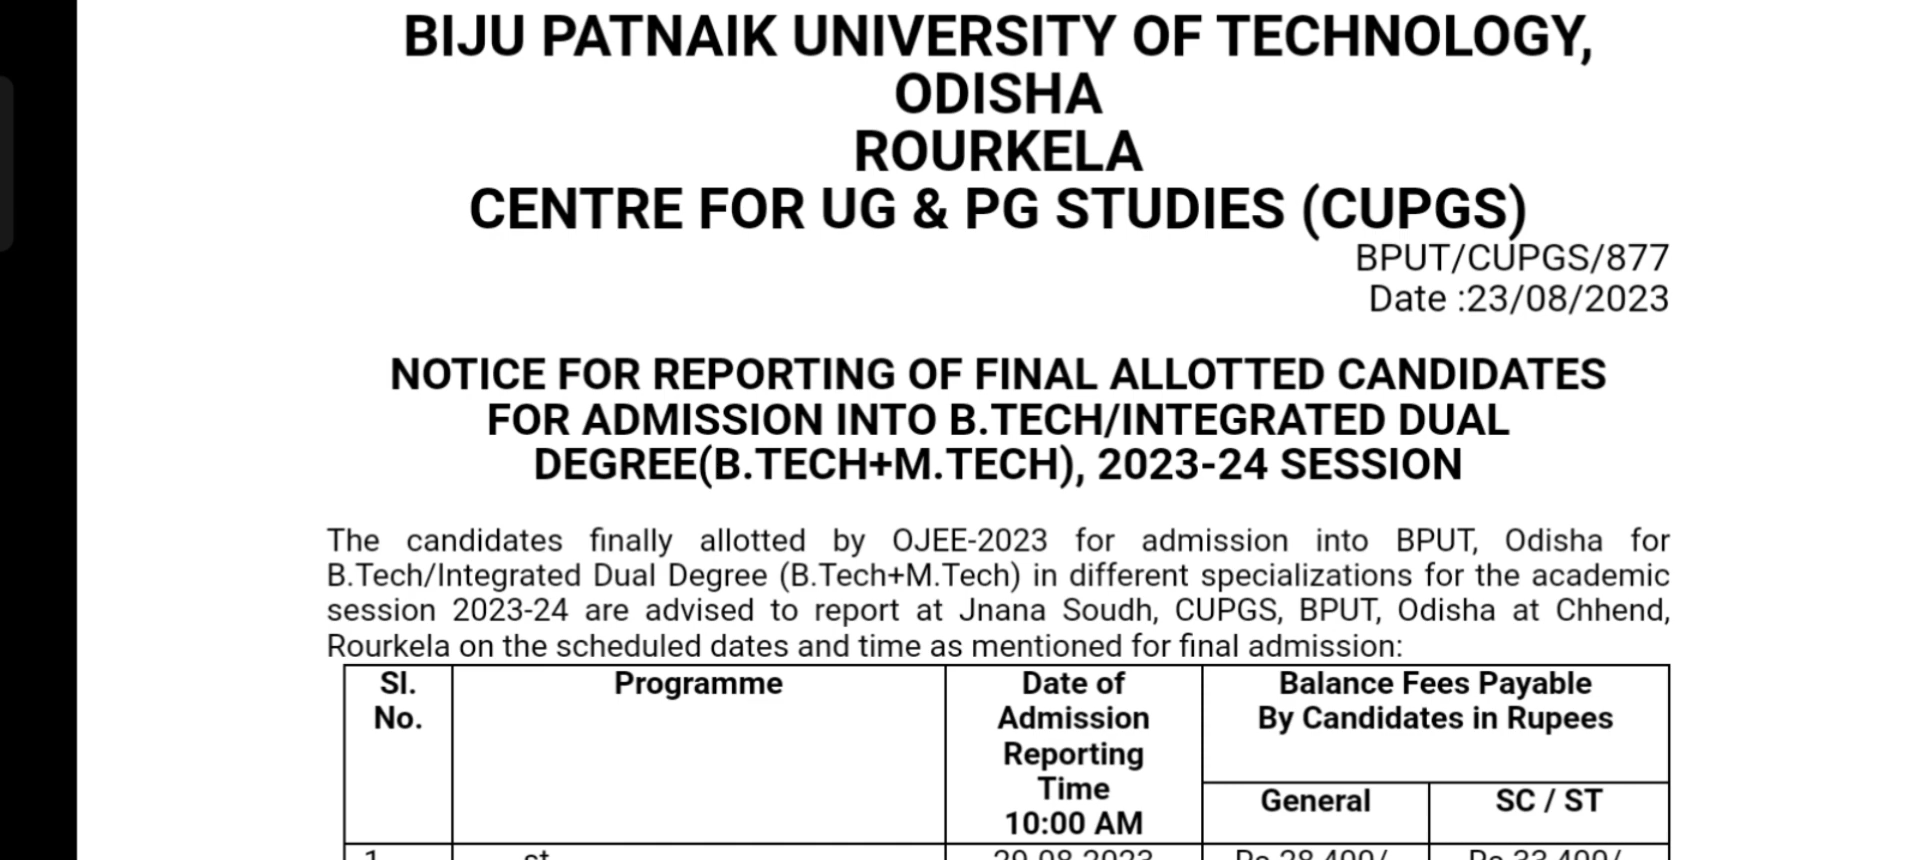 BIJU PATNAIK UNIVERSITY OF TECHNOLOGY,
ODISHA
ROURKELA
CENTRE FOR UG & PG STUDIES (CUPGS)
BPUT/CUPGS/877
Date :23/08/2023
NOTICE FOR REPORTING OF FINAL ALLOTTED CANDIDATES
FOR ADMISSION INTO B.TECH/INTEGRATED DUAL
DEGREE(B.TECH+M.TECH), 2023-24 SESSION
The candidates finally allotted by OJEE-2023 for admission into BPUT, Odisha for
B.Tech/Integrated Dual Degree (B.Tech+M.Tech) in different specializations for the academic
session 2023-24 are advised to report at Jnana Soudh, CUPGS, BPUT, Odisha at Chhend,
Rourkela on the scheduled dates and time as mentioned for final admission:
Sl.
No.
Programme
Date of
Admission
Reporting
Time
10:00 AM
Balance Fees Payable
By Candidates in Rupees
General
SC / ST
1
st